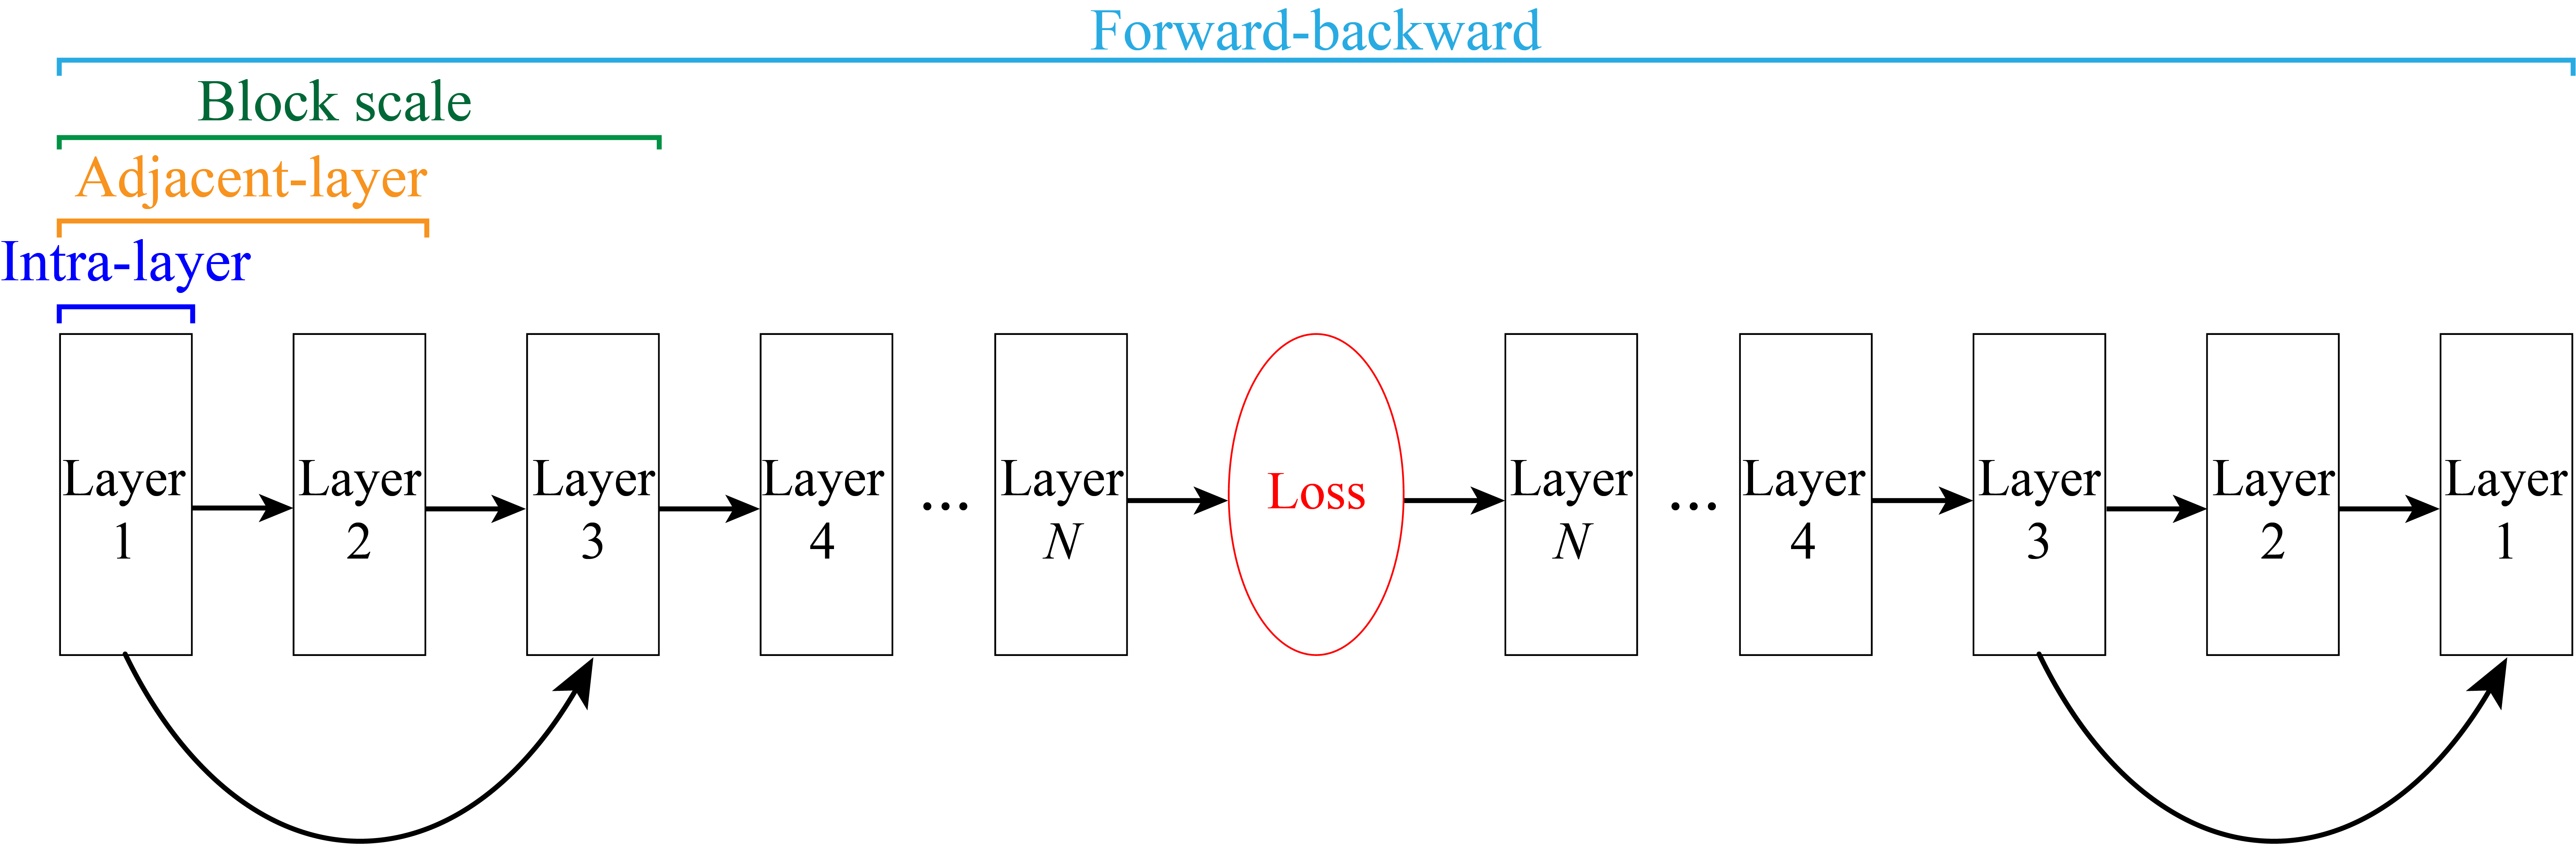 Forward-backward
Block scale
Adjacent-layer
Intra-layer
Layer
1
Layer
2
Layer
3
Layer
4
...
Layer
N
Loss
Layer
N
...
Layer
4
Layer
3
Layer
2
Layer
1